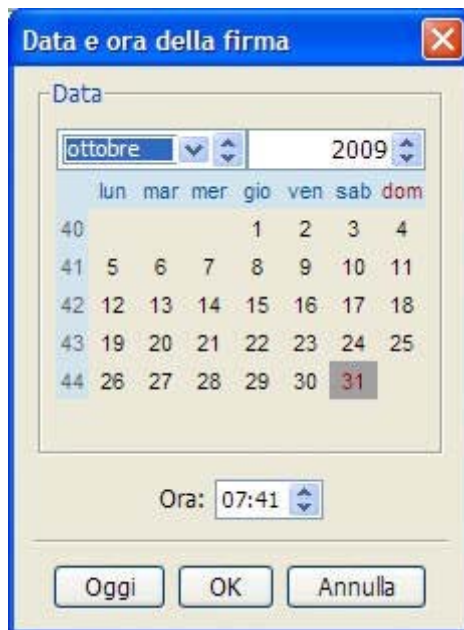 Data e ora della firma
Data
ottobre 2009
lun mar mer gio ven sab dom
40 1 2 3 4
41 5 6 7 8 9 10 11
42 12 13 14 15 16 17 18
43 19 20 21 22 23 24 25
44 26 27 28 29 30 31
Ora: 07:41
Oggi OK Annulla